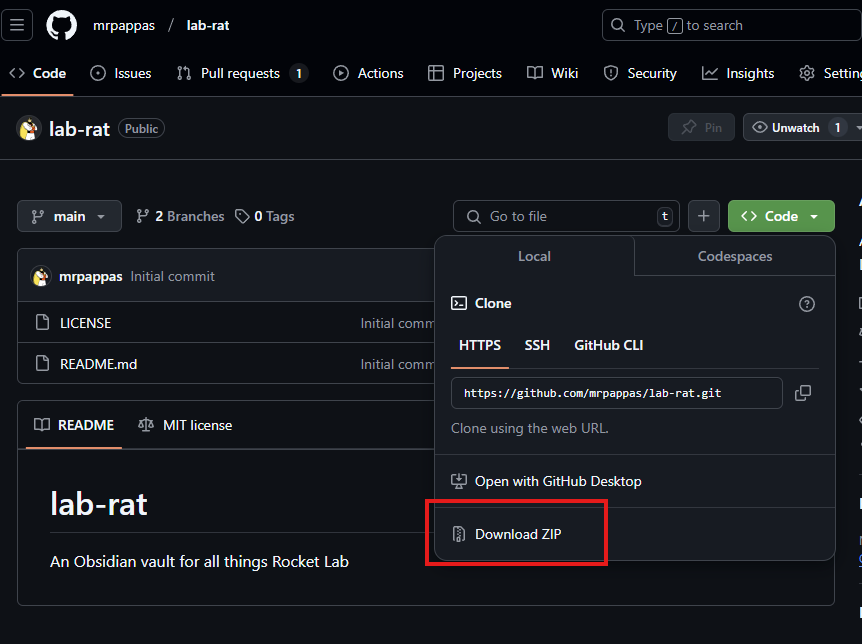 mrpappas / lab-rat
Type / to search
Code Issues Pull requests 1 Actions Projects Wiki Security Insights
lab-rat Public
Pin Unwatch 1
main 2 Branches 0 Tags
Go to file t + <> Code
Local Codespaces
mrpappas Initial commit
Clone
LICENSE Initial
HTTPS SSH GitHub CLI
README.md Initial
https://github.com/mrpappas/lab-rat.git
Clone using the web URL.
README MIT license
Open with GitHub Desktop
Download ZIP
lab-rat
An Obsidian vault for all things Rocket Lab